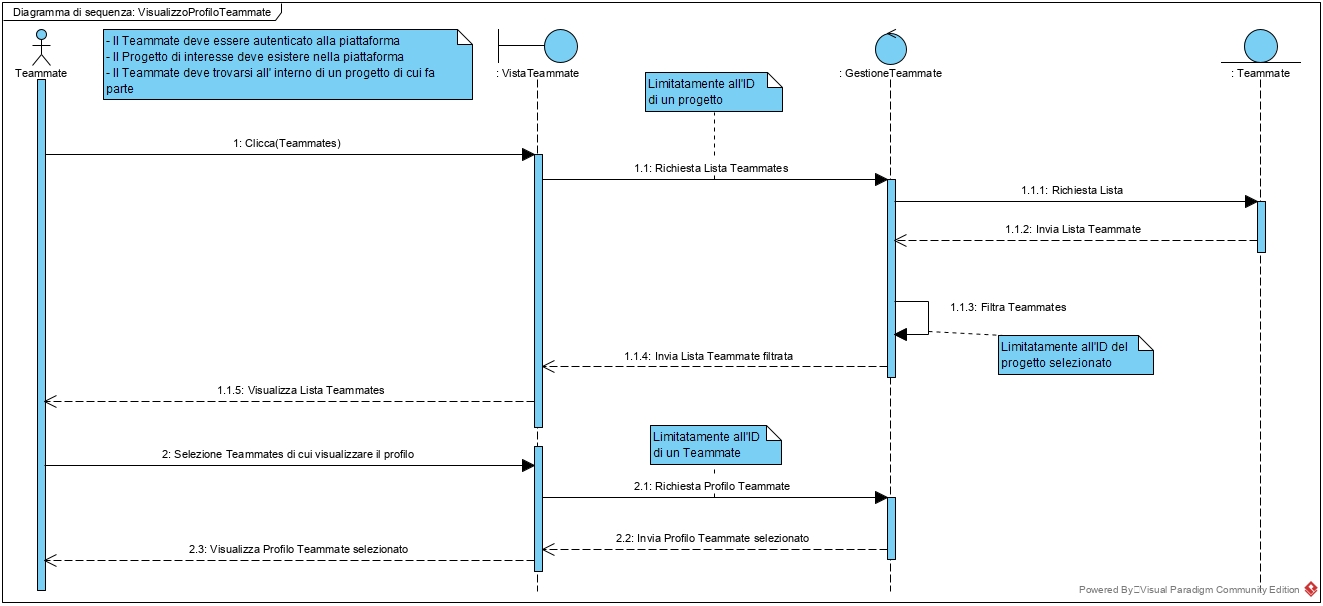 Diagramma di sequenza: VisualizzoProfiloTeammate
Teammate
- Il Teammate deve essere autenticato alla piattaforma
- Il Progetto di interesse deve esistere nella piattaforma
- Il Teammate deve trovarsi all' interno di un progetto di cui fa
parte
: VistaTeammate
Limitatamente all'ID
di un progetto
: GestioneTeammate
: Teammate
1: Clicca(Teammates)
1.1: Richiesta Lista Teammates
1.1.1: Richiesta Lista
1.1.2: Invia Lista Teammate
1.1.3: Filtra Teammates
Limitatamente all'ID del
progetto selezionato
1.1.4: Invia Lista Teammate filtrata
1.1.5: Visualizza Lista Teammates
Limitatamente all'ID
di un Teammate
2: Selezione Teammates di cui visualizzare il profilo
2.1: Richiesta Profilo Teammate
2.2: Invia Profilo Teammate selezionato
2.3: Visualizza Profilo Teammate selezionato
Powered By Visual Paradigm Community Edition